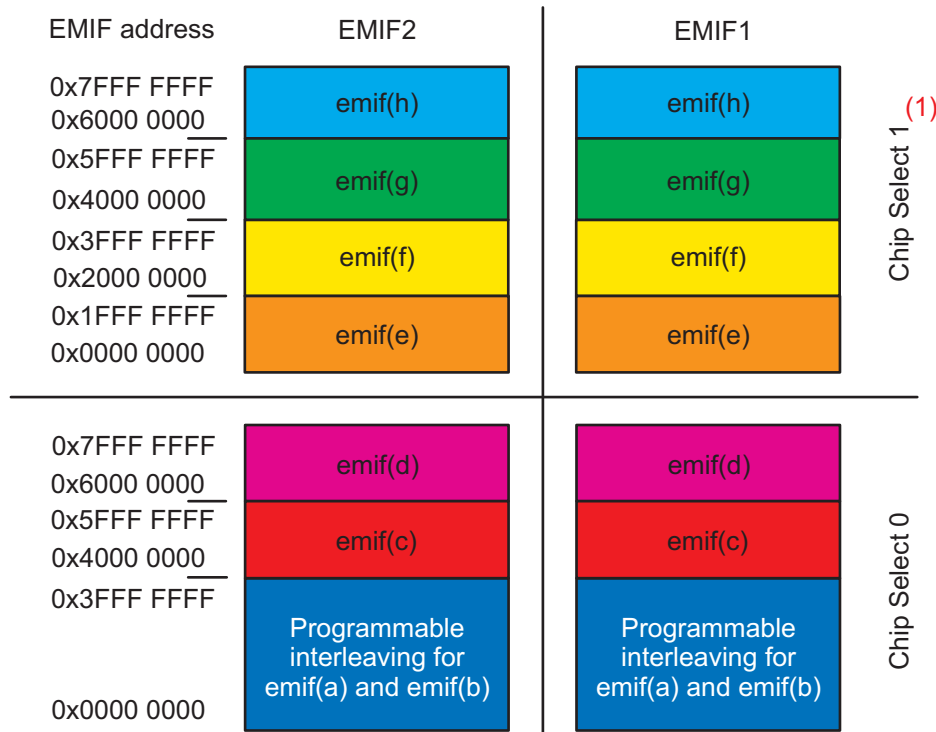 EMIF address EMIF2 EMIF1
0x7FFF FFFF
0x6000 0000
emif(h) emif(h)
0x5FFF FFFF
0x4000 0000
emif(g) emif(g)
0x3FFF FFFF
0x2000 0000
emif(f) emif(f)
0x1FFF FFFF
0x0000 0000
emif(e) emif(e)
Chip Select 1 (1)
0x7FFF FFFF
0x6000 0000
emif(d) emif(d)
0x5FFF FFFF
0x4000 0000
emif(c) emif(c)
0x3FFF FFFF
Programmable
interleaving for
emif(a) and emif(b)
Programmable
interleaving for
emif(a) and emif(b)
0x0000 0000
Chip Select 0